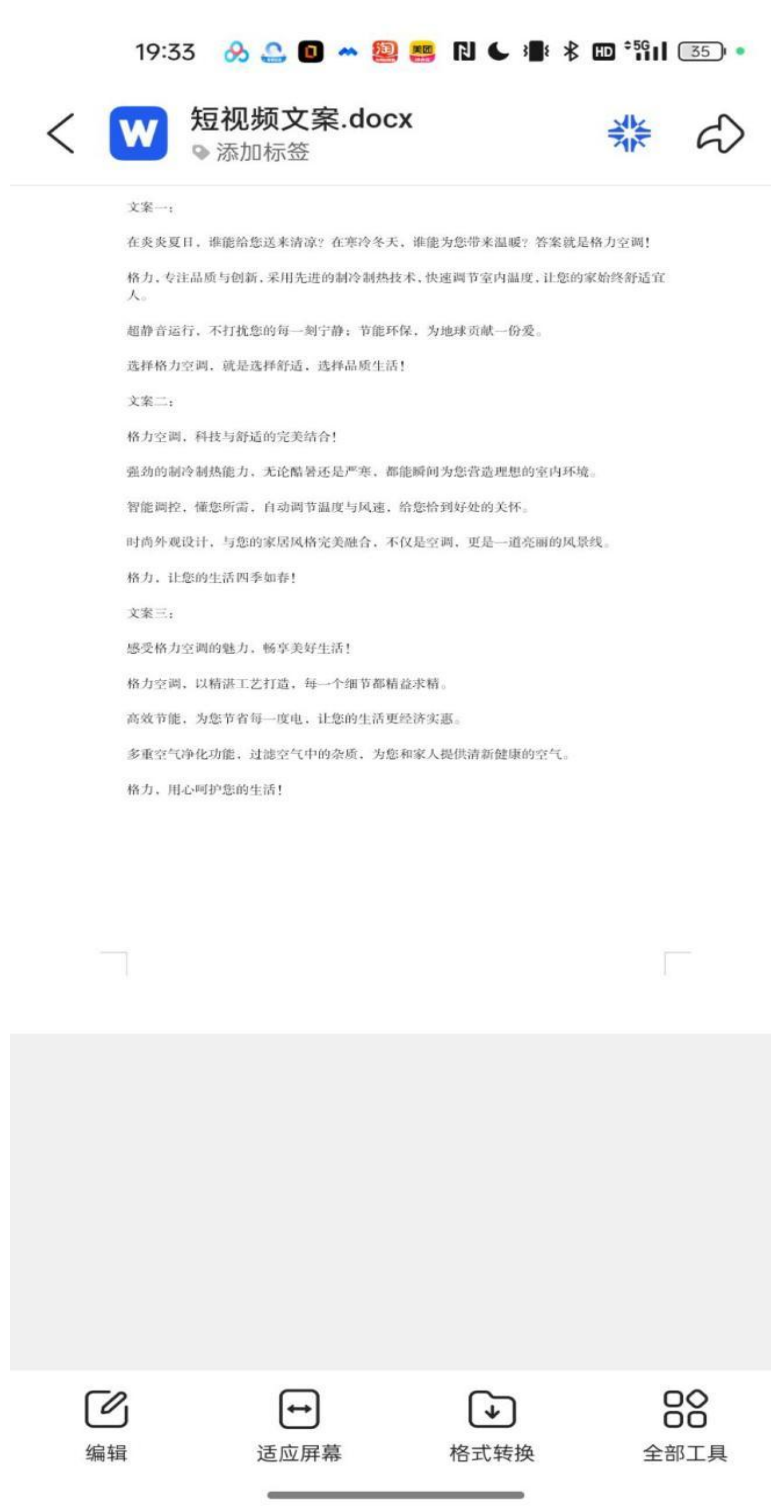 19:33
淘
美团
HD 5G 35
W 短视频文案.docx
添加标签
文案一：
在炎炎夏日，谁能给您送来清凉？在寒冷冬天，谁能为您带来温暖？答案就是格力空调！
格力，专注品质与创新，采用先进的制冷制热技术，快速调节室内温度，让您的家始终舒适宜
人。
超静音运行，不打扰您的每一刻宁静；节能环保，为地球贡献一份爱。
选择格力空调，就是选择舒适，选择品质生活！
文案二：
格力空调，科技与舒适的完美结合！
强劲的制冷制热能力，无论酷暑还是严寒，都能瞬间为您营造理想的室内环境。
智能调控，懂您所需，自动调节温度与风速，给您恰到好处的关怀。
时尚外观设计，与您的家居风格完美融合，不仅是空调，更是一道亮丽的风景线。
格力，让您的生活四季如春！
文案三：
感受格力空调的魅力，畅享美好生活！
格力空调，以精湛工艺打造，每一个细节都精益求精。
高效节能，为您节省每一度电，让您的生活更经济实惠。
多重空气净化功能，过滤空气中的杂质，为您和家人提供清新健康的空气。
格力，用心呵护您的生活！
编辑 适应屏幕 格式转换 全部工具